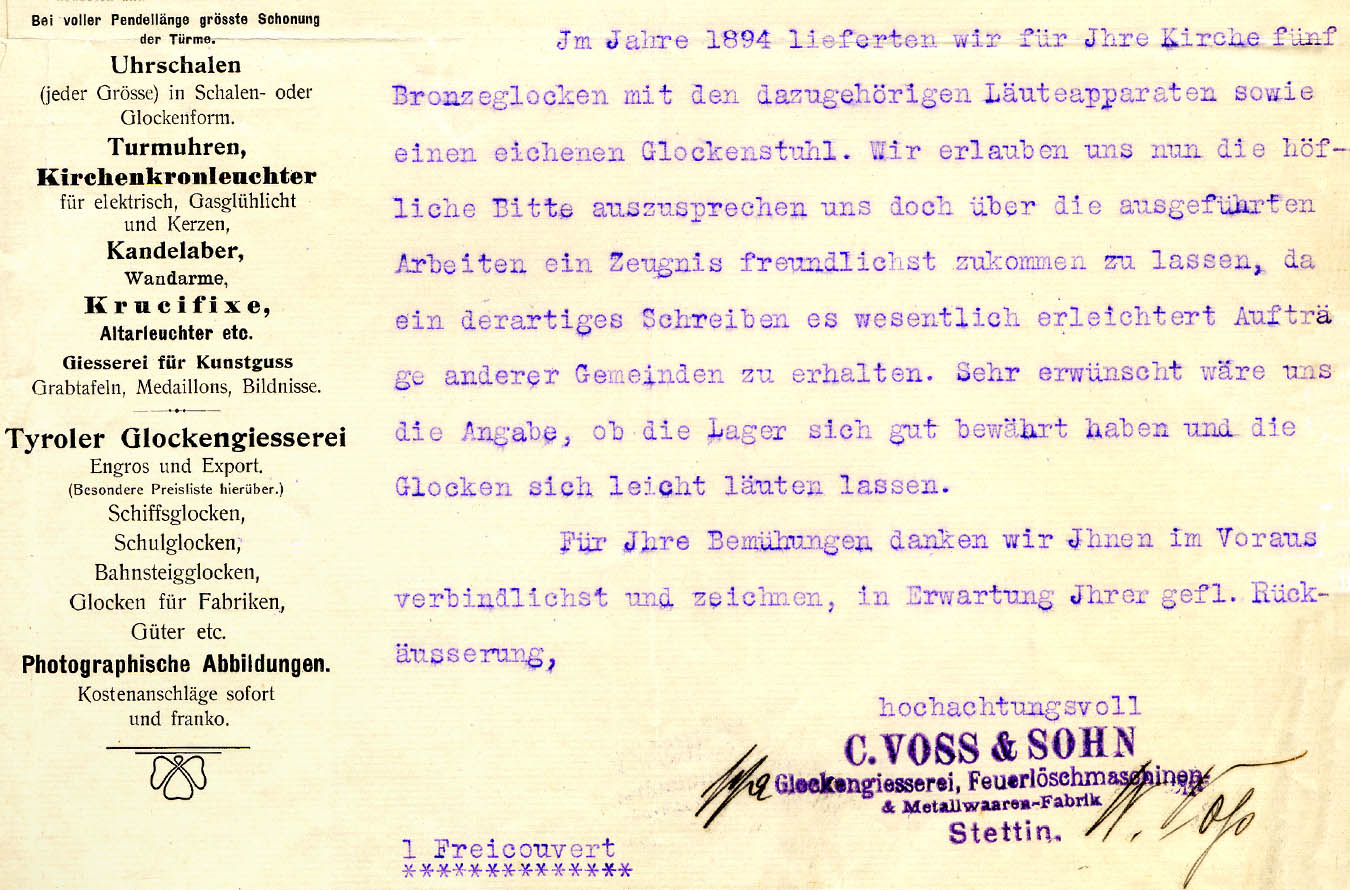 Bei voller Pendellänge grösste Schonung
der Türme.
Uhrschalen
(jeder Grösse) in Schalen- oder
Glockenform.
Turmuhren,
Kirchenkronleuchter
für elektrisch, Gasglühlicht
und Kerzen,
Kandelaber,
Wandarme,
Krucifixe,
Altarleuchter etc.
Giesserei für Kunstguss
Grabtafeln, Medaillons, Bildnisse.
Tyroler Glockengiesserei
Engros und Export.
(Besondere Preisliste hierüber.)
Schiffsglocken,
Schulglocken,
Bahnsteigglocken,
Glocken für Fabriken,
Güter etc.
Photographische Abbildungen.
Kostenanschläge sofort
und franko.
Jm Jahre 1894 lieferten wir für Jhre Kirche fünf
Bronzeglocken mit den dazugehörigen Läuteapparaten sowie
einen eichenen Glockenstuhl. Wir erlauben uns nun die höf-
liche Bitte auszusprechen uns doch über die ausgeführten
Arbeiten ein Zeugnis freundlichst zukommen zu lassen, da
ein derartiges Schreiben es wesentlich erleichtert Aufträ
ge anderer Gemeinden zu erhalten. Sehr erwünscht wäre uns
die Angabe, ob die Lager sich gut bewährt haben und die
Glocken sich leicht läuten lassen.
Für Jhre Bemühungen danken wir Jhnen im Voraus
verbindlichst und zeichnen, in Erwartung Jhrer gefl. Rück-
äusserung,
hochachtungsvoll
C. VOSS & SOHN
Glockengiesserei, Feuerlöschmaschinen-
& Metallwaaren-Fabrik
Stettin.
ppa W. Voss
1 Freicouvert
**************